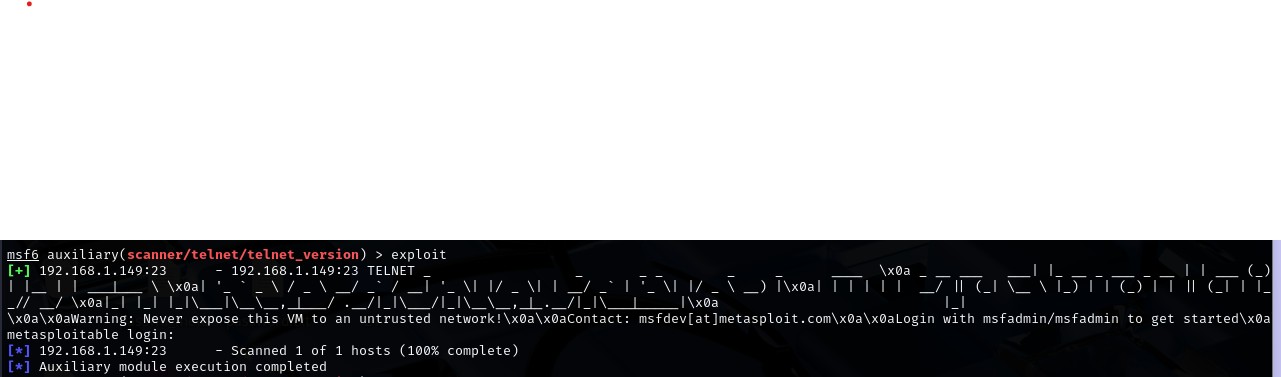 msf6 auxiliary(scanner/telnet/telnet_version) > exploit
[+] 192.168.1.149:23      - 192.168.1.149:23 TELNET _                  _       _ _        _     _      ____  \x0a _ __ ___   ___| |_ __ _ ___ _ __ | | ___ (_)
| |__ | | ___|___ \ \x0a| '_ ` _ \ / _ \ __/ _` / __| '_ \| |/ _ \| | __/ _` | '_ \| |/ _ \ __) |\x0a| | | | | |  __/ || (_| \__ \ |_) | | (_) | | || (_| | |_
_// __/ \x0a|_| |_| |_|\___|\__\__,_|___/ .__/|_|\___/|_|\__\__,_|_.__/|_|\___|_____|\x0a                            |_|
\x0a\x0aWarning: Never expose this VM to an untrusted network!\x0a\x0aContact: msfdev[at]metasploit.com\x0a\x0aLogin with msfadmin/msfadmin to get started\x0a
metasploitable login:
[*] 192.168.1.149:23      - Scanned 1 of 1 hosts (100% complete)
[*] Auxiliary module execution completed